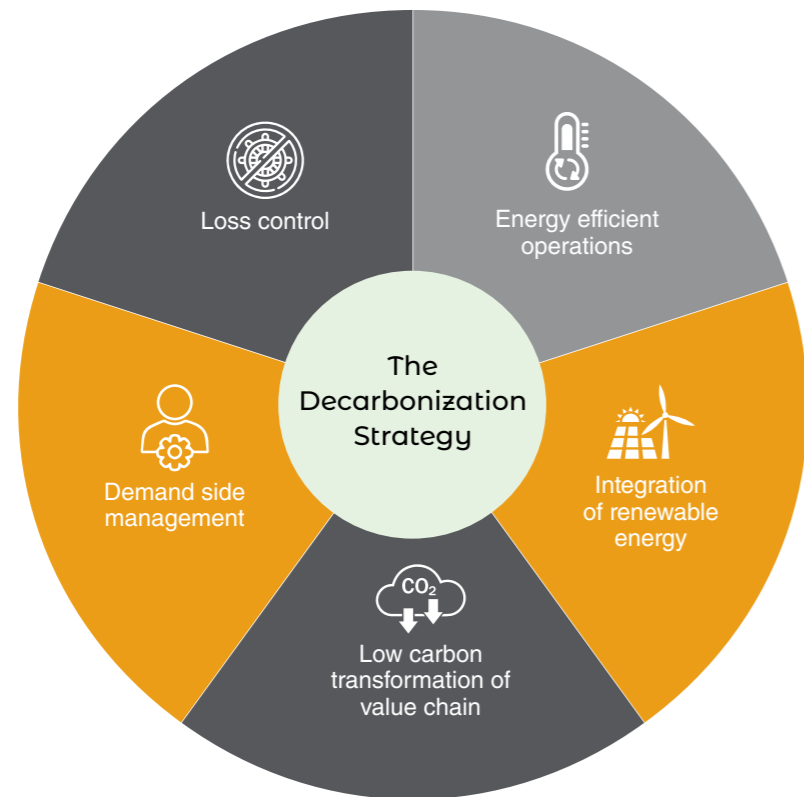 Loss control
Energy efficient
operations
The
Decarbonization
Strategy
Demand side
management
Integration
of renewable
energy
CO₂
Low carbon
transformation of
value chain